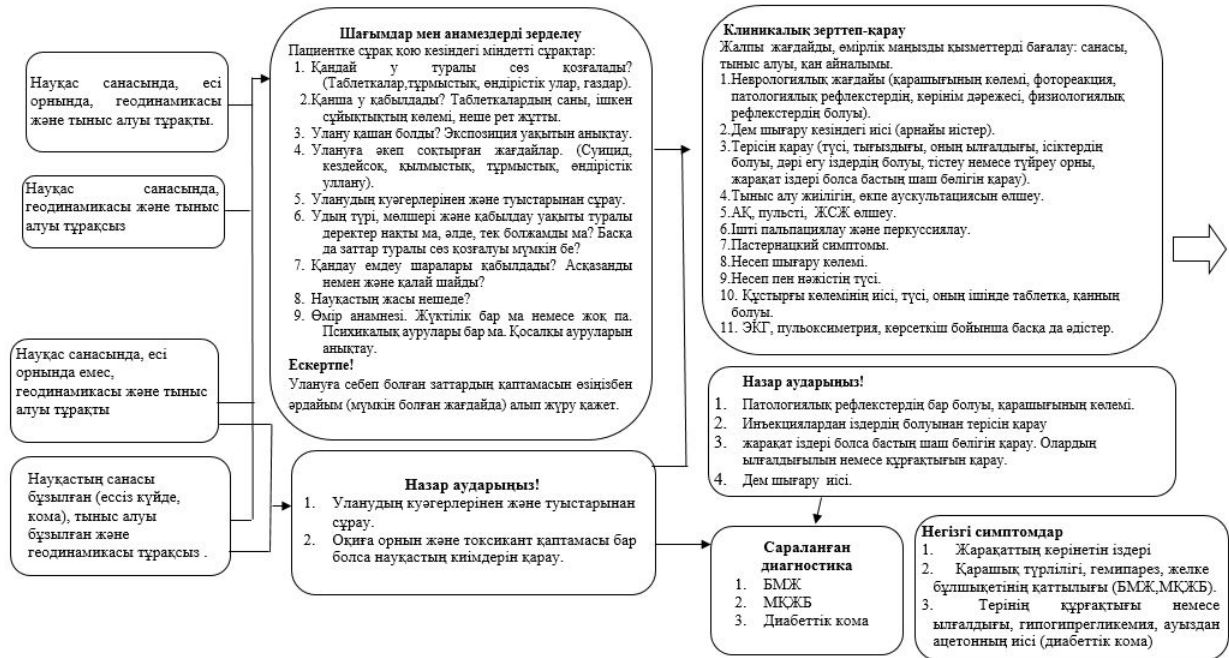 Науқас санасында, есі
орнында, геодинамикасы
және тыныс алуы тұрақты.
Науқас санасында,
геодинамикасы және тыныс
алуы тұрақсыз
Науқас санасында, есі
орнында емес,
геодинамикасы және тыныс
алуы тұрақты
Науқастың санасы
бұзылған (ессіз күйде,
кома), тыныс алуы
бұзылған және
геодинамикасы тұрақсыз .
Шағымдар мен анамездерді зерделеу
Пациентке сұрақ қою кезіндегі міндетті сұрақтар:
1. Қандай у туралы сөз қозғалады?
(Таблеткалар,тұрмыстық, өндірістік улар, газдар).
2.Қанша у қабылдады? Таблеткалардың саны, ішкен
сұйықтықтың көлемі, неше рет жұтты.
3. Улану қашан болды? Экспозиция уақытын анықтау.
4. Улануға әкеп соқтырған жағдайлар. (Суицид,
кездейсоқ, қылмыстық, тұрмыстық, өндірістік
уллану).
5. Уланудың куәгерлерінен және туыстарынан сұрау.
6. Удың түрі, мөлшері және қабылдау уақыты туралы
деректер нақты ма, әлде, тек болжамды ма? Басқа
да заттар туралы сөз қозғалуы мүмкін бе?
7. Қандау емдеу шаралары қабылдады? Асқазанды
немен және қалай шайды?
8. Науқастың жасы нешеде?
9. Өмір анамнезі. Жүктілік бар ма немесе жоқ па.
Психикалық аурулары бар ма. Қосалқы ауруларын
анықтау.
Ескертпе!
Улануға себеп болған заттардың қаптамасын өзіңізбен
әрдайым (мүмкін болған жағдайда) алып жүру қажет.
Назар аударыңыз!
1. Уланудың куәгерлерінен және туыстарынан
сұрау.
2. Оқиға орнын және токсикант қаптамасы бар
болса науқастың киімдерін қарау.
Клиникалық зерттеп-қарау
Жалпы жағдайды, өмірлік маңызды қызметтерді бағалау: санасы,
тыныс алуы, қан айналымы.
1.Неврологиялық жағдайы (қарашығының көлемі, фотореакция,
патологиялық рефлекстердің, көрінім дәрежесі, физиологиялық
рефлекстердің болуы).
2.Дем шығару кезіндегі иісі (арнайы иістер).
3.Терісін қарау (түсі, тығыздығы, оның ылғалдығы, ісіктердің
болуы, дәрі егу іздердің болуы, тістеу немесе түйреу орны,
жарақат іздері болса бастың шаш бөлігін қарау).
4.Тыныс алу жиілігін, өкпе аускультациясын өлшеу.
5.АҚ, пульсті, ЖСЖ өлшеу.
6.Ішті пальпациялау және перкуссиялау.
7.Пастернацкий симптомы.
8.Несеп шығару көлемі.
9.Несеп пен нәжістің түсі.
10. Құстырғы көлемінің иісі, түсі, оның ішінде таблетка, қанның
болуы.
11. ЭКГ, пульоксиметрия, көрсеткіш бойынша басқа да әдістер.
Назар аударыңыз!
1. Патологиялық рефлекстердің бар болуы, қарашығының көлемі.
2. Инъекциялардан іздердің болуынан терісін қарау
3. жарақат іздері болса бастың шаш бөлігін қарау. Олардың
ылғалдығылын немесе құрғақтығын қарау.
4. Дем шығару иісі.
Сараланған
диагностика
1. БМЖ
2. МҚЖБ
3. Диабеттік кома
Негізгі симптомдар
1. Жарақаттың көрінетін іздері
2. Қарашық түрлілігі, гемипарез, желке
бұлшықетінің қаттылығы (БМЖ,МҚЖБ).
3. Терінің құрғақтығы немесе
ылғалдығы, гипогипрегликемия, ауыздан
ацетонның иісі (диабеттік кома)